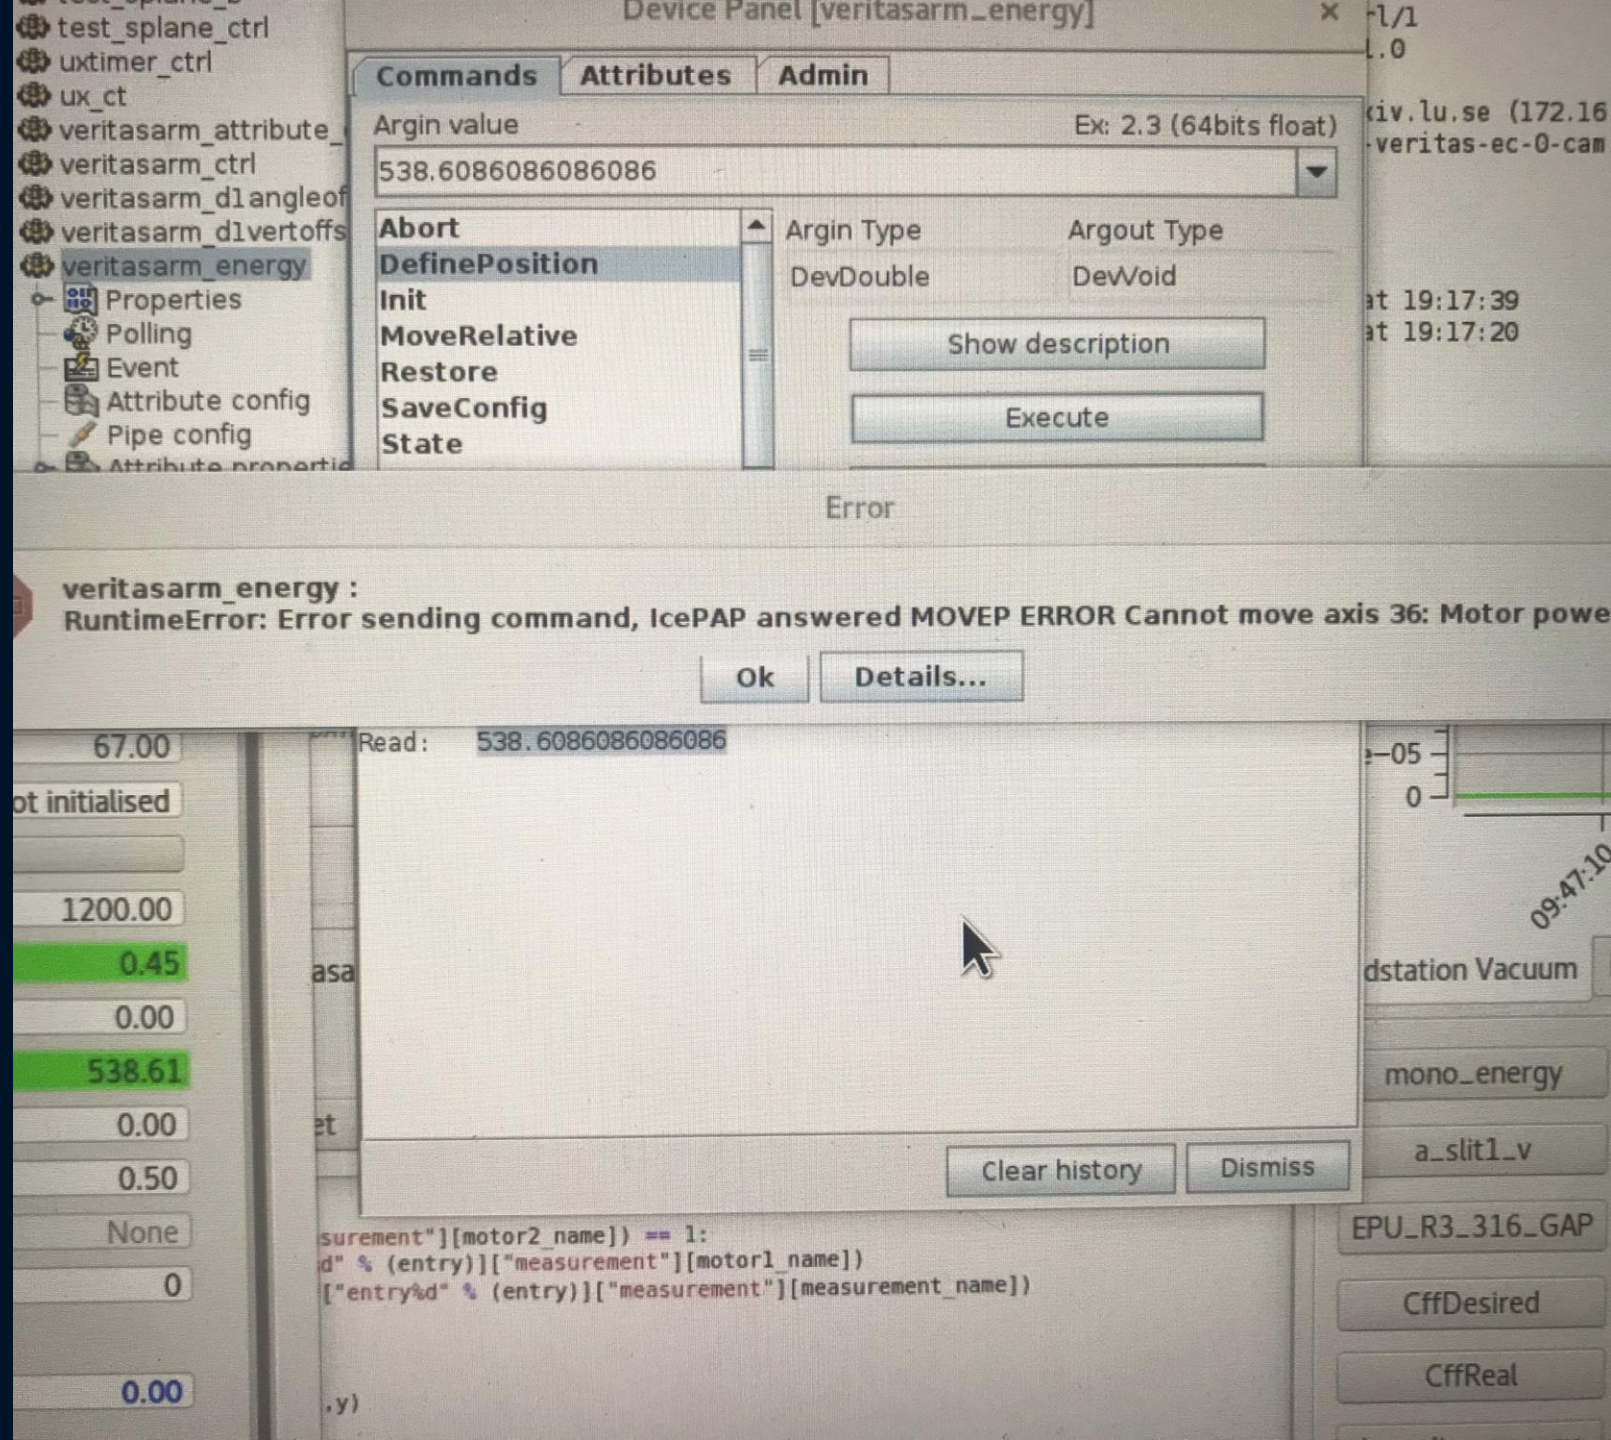 Device Panel [veritasarm_energy]
test_splane_ctrl
uxtimer_ctrl
ux_ct
veritasarm_attribute_
veritasarm_ctrl
veritasarm_d1angleof
veritasarm_d1vertoffs
veritasarm_energy
Properties
Polling
Event
Attribute config
Pipe config
Attribute propertie
Commands Attributes Admin
Argin value Ex: 2.3 (64bits float)
538.6086086086086
Abort
DefinePosition
Init
MoveRelative
Restore
SaveConfig
State
Argin Type Argout Type
DevDouble DevVoid
Show description
Execute
-l/1
1.0
xiv.lu.se (172.16
-veritas-ec-0-cam
at 19:17:39
at 19:17:20
Error
veritasarm_energy :
RuntimeError: Error sending command, IcePAP answered MOVEP ERROR Cannot move axis 36: Motor powe
Ok Details...
67.00
ot initialised
1200.00
0.45
0.00
538.61
0.00
0.50
None
0
0.00
Read: 538.6086086086086
asa
et
Clear history Dismiss
surement"][motor2_name]) == 1:
d" % (entry)]["measurement"][motor1_name])
["entry%d" % (entry)]["measurement"][measurement_name])
,y)
e-05
0
09:47:10
dstation Vacuum
mono_energy
a_slit1_v
EPU_R3_316_GAP
CffDesired
CffReal